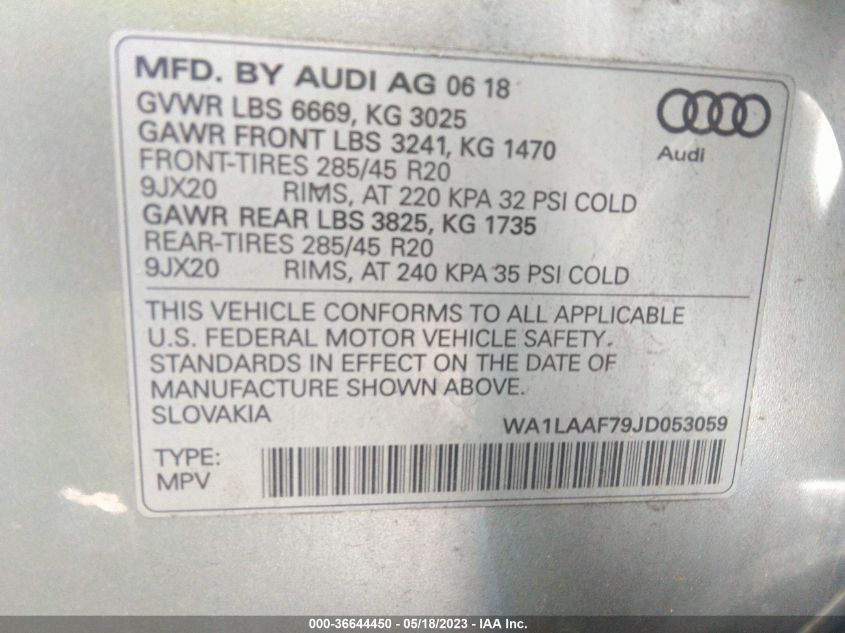 MFD. BY AUDI AG 06 18
GVWR LBS 6669, KG 3025
GAWR FRONT LBS 3241, KG 1470
FRONT-TIRES 285/45 R20
9JX20 RIMS, AT 220 KPA 32 PSI COLD
GAWR REAR LBS 3825, KG 1735
REAR-TIRES 285/45 R20
9JX20 RIMS, AT 240 KPA 35 PSI COLD
Audi
THIS VEHICLE CONFORMS TO ALL APPLICABLE
U.S. FEDERAL MOTOR VEHICLE SAFETY.
STANDARDS IN EFFECT ON THE DATE OF
MANUFACTURE SHOWN ABOVE.
SLOVAKIA WA1LAAF79JD053059
TYPE:
MPV
000-36644450 - 05/18/2023 - IAA Inc.